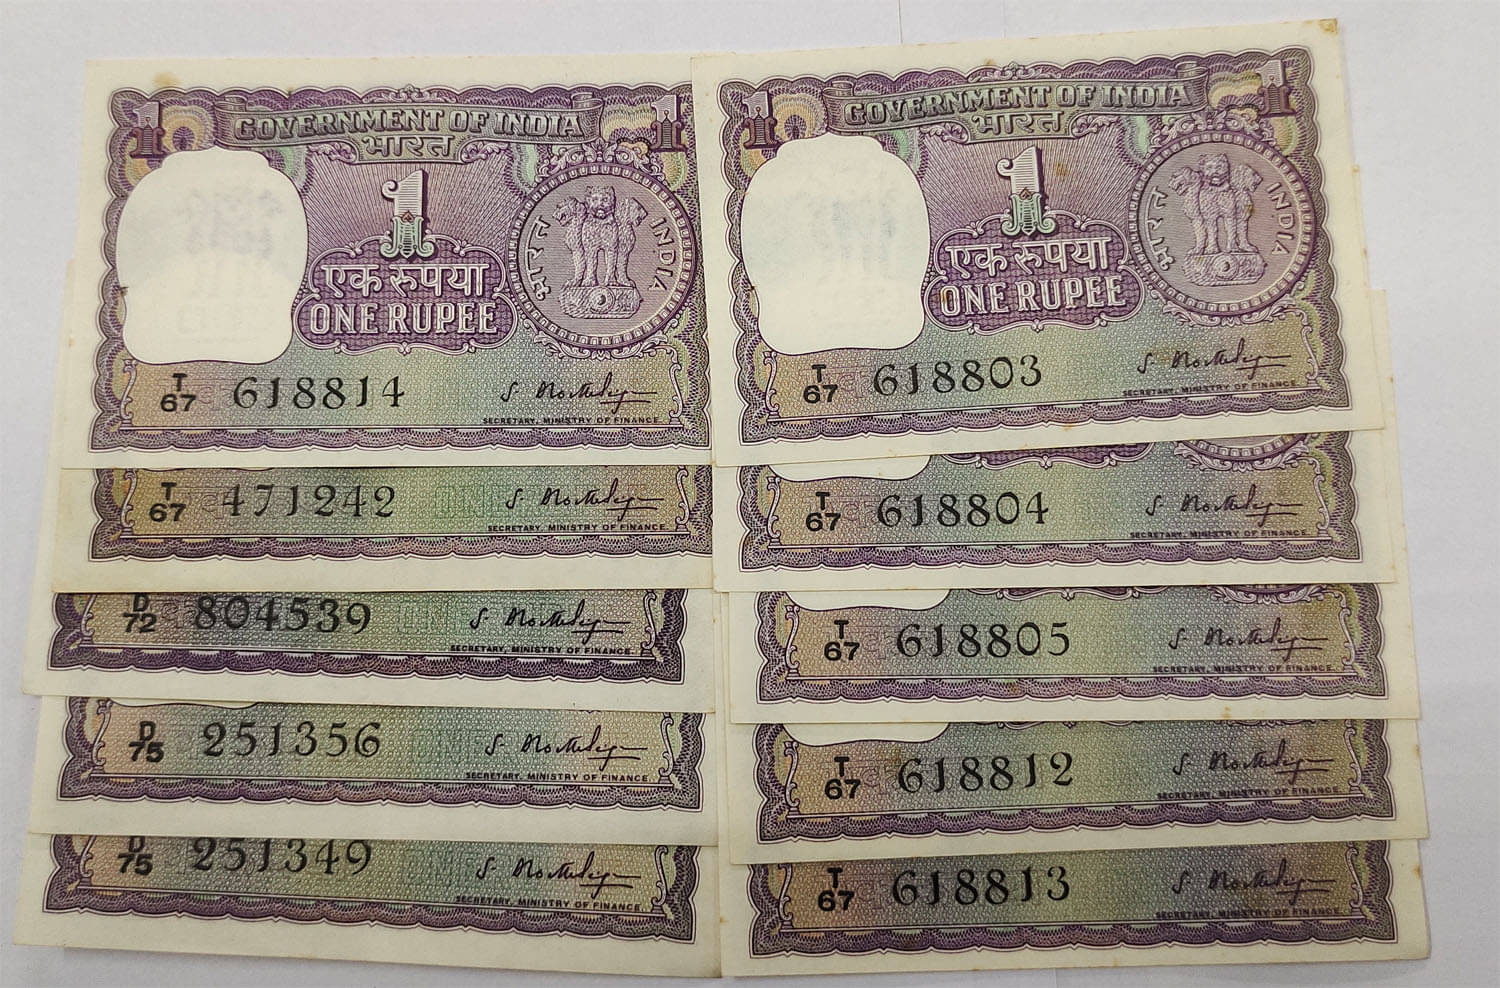 1 GOVERNMENT OF INDIA 1
भारत
1
एक रुपया
ONE RUPEE
भारत INDIA
T
67 618814
SECRETARY, MINISTRY OF FINANCE.
T
67 471242
SECRETARY, MINISTRY OF FINANCE.
D
72 804539
SECRETARY, MINISTRY OF FINANCE.
D
75 251356
SECRETARY, MINISTRY OF FINANCE.
D
75 251349
SECRETARY, MINISTRY OF FINANCE.
1 GOVERNMENT OF INDIA 1
भारत
1
एक रुपया
ONE RUPEE
भारत INDIA
T
67 618803
SECRETARY, MINISTRY OF FINANCE.
T
67 618804
SECRETARY, MINISTRY OF FINANCE.
T
67 618805
SECRETARY, MINISTRY OF FINANCE.
T
67 618812
SECRETARY, MINISTRY OF FINANCE.
T
67 618813
SECRETARY, MINISTRY OF FINANCE.